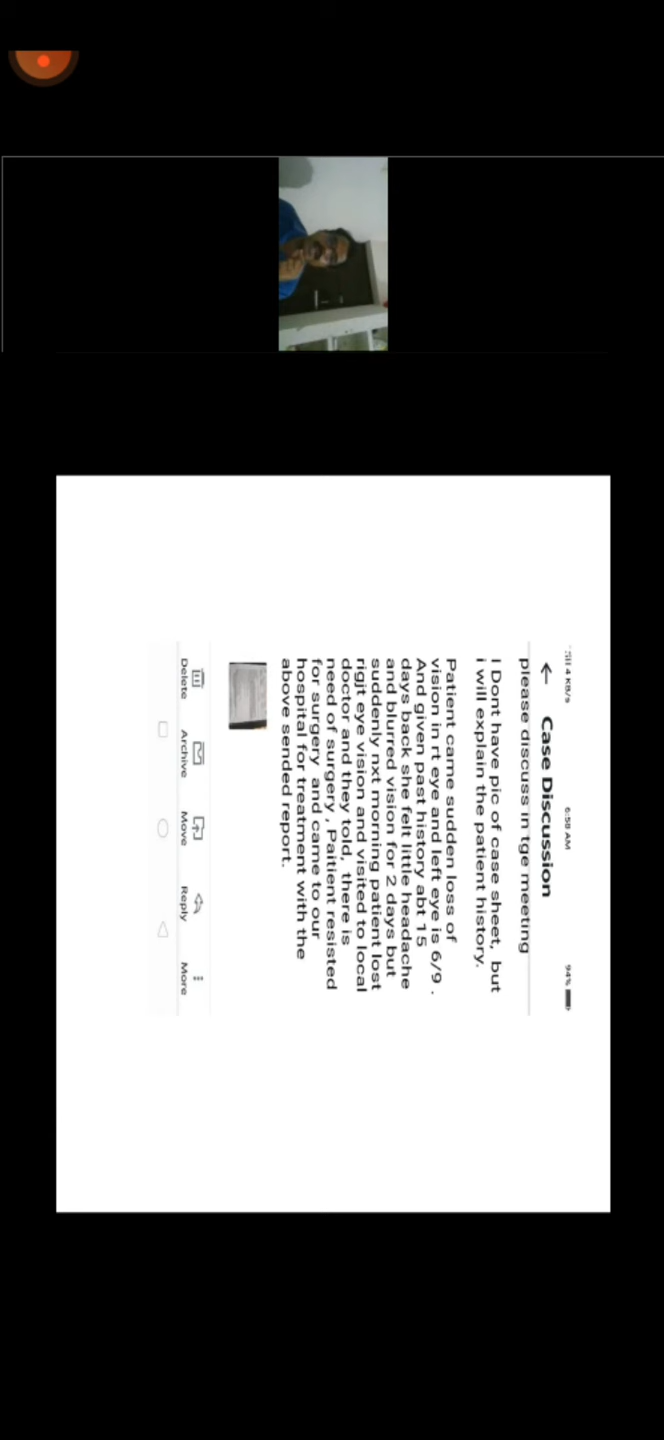 4 KB/s 6:58 AM 94%
← Case Discussion
please discuss in tge meeting
I Dont have pic of case sheet, but
i will explain the patient history.
Patient came sudden loss of
vision in rt eye and left eye is 6/9 .
And given past history abt 15
days back she felt little headache
and blurred vision for 2 days but
suddenly nxt morning patient lost
rigjt eye vision and visited to local
doctor and they told, there is
need of surgery , Paitient resisted
for surgery and came to our
hospital for treatment with the
above sended report.
Delete Archive Move Reply More